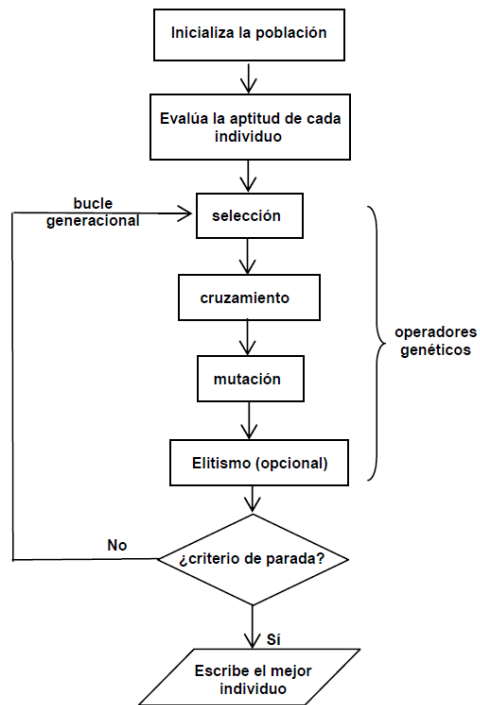 Inicializa la población
Evalúa la aptitud de cada
individuo
bucle
generacional
selección
cruzamiento
operadores
genéticos
mutación
Elitismo (opcional)
No
¿criterio de parada?
Sí
Escribe el mejor
individuo